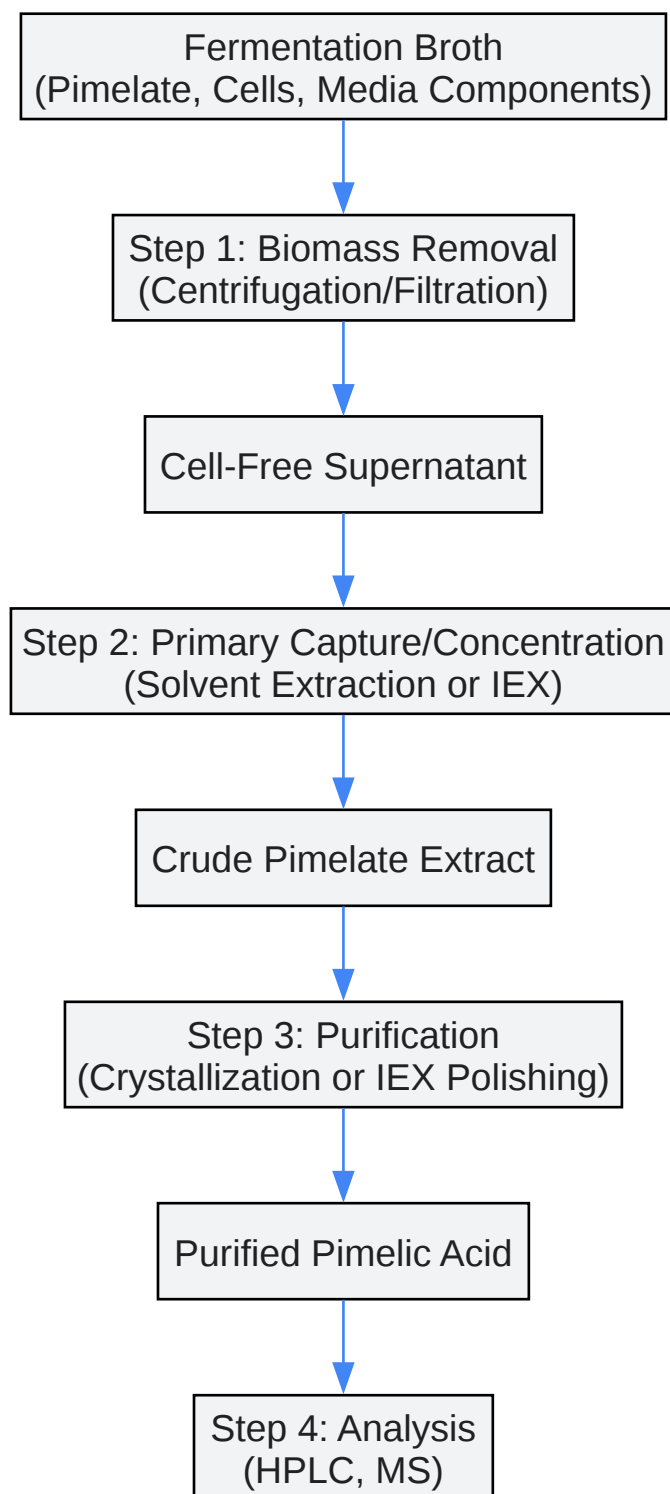 Fermentation Broth
(Pimelate, Cells, Media Components)
Step 1: Biomass Removal
(Centrifugation/Filtration)
Cell-Free Supernatant
Step 2: Primary Capture/Concentration
(Solvent Extraction or IEX)
Crude Pimelate Extract
Step 3: Purification
(Crystallization or IEX Polishing)
Purified Pimelic Acid
Step 4: Analysis
(HPLC, MS)